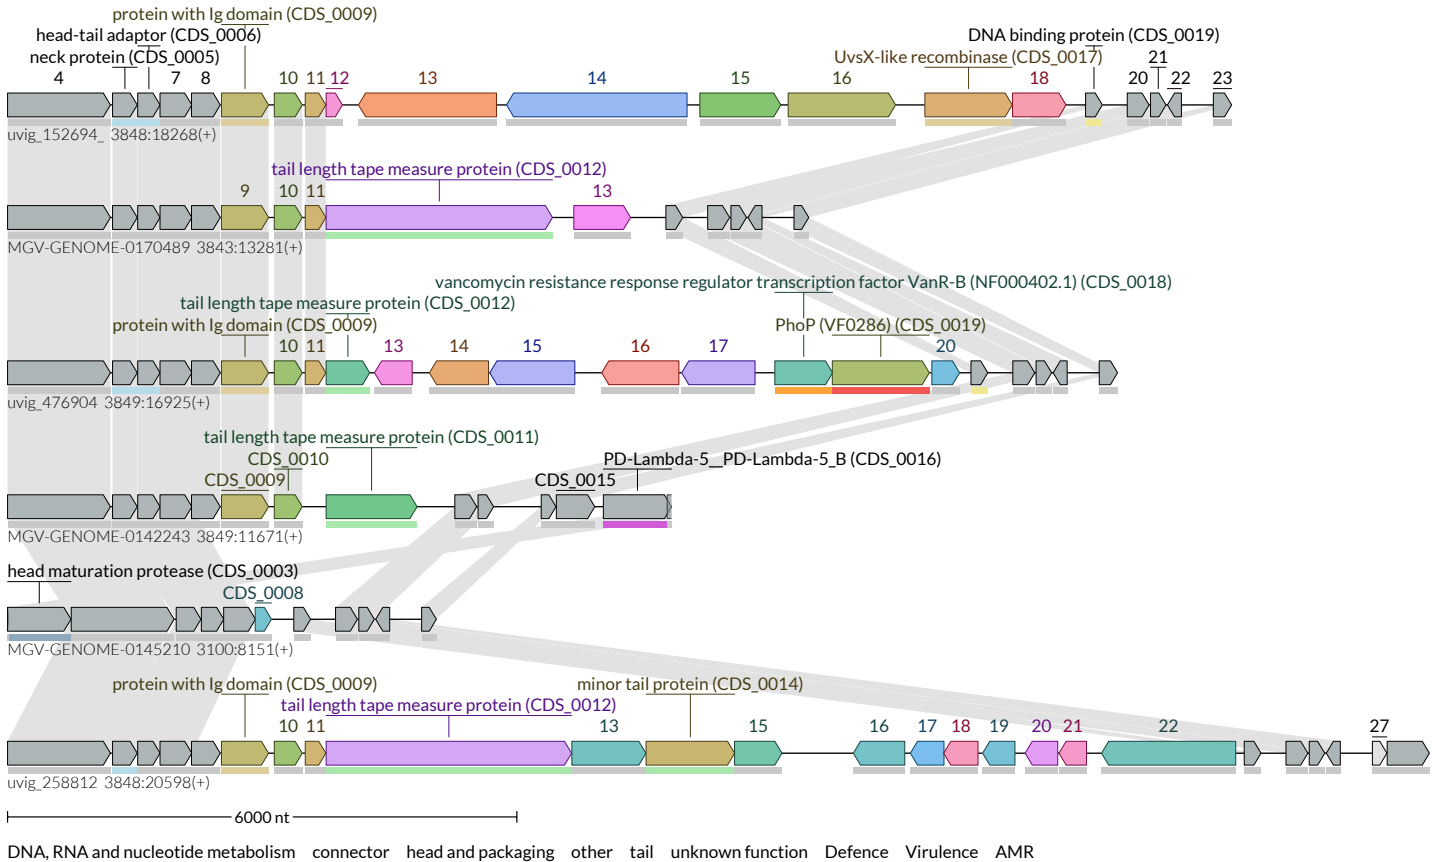 protein with Ig domain (CDS_0009)
head-tail adaptor (CDS_0006) DNA binding protein (CDS_0019)
neck protein (CDS_0005) UvsX-like recombinase (CDS_0017) 21
4 7 8 10 11 12 13 14 15 16 18 20 22 23
uvig_152694_ 3848:18268(+)
tail length tape measure protein (CDS_0012)
9 10 11 13
MGV-GENOME-0170489 3843:13281(+)
vancomycin resistance response regulator transcription factor VanR-B (NF000402.1) (CDS_0018)
tail length tape measure protein (CDS_0012)
protein with Ig domain (CDS_0009) PhoP (VF0286) (CDS_0019)
10 11 13 14 15 16 17 20
uvig_476904 3849:16925(+)
tail length tape measure protein (CDS_0011)
CDS_0010 PD-Lambda-5__PD-Lambda-5_B (CDS_0016)
CDS_0009 CDS_0015
MGV-GENOME-0142243 3849:11671(+)
head maturation protease (CDS_0003)
CDS_0008
MGV-GENOME-0145210 3100:8151(+)
protein with Ig domain (CDS_0009) minor tail protein (CDS_0014)
tail length tape measure protein (CDS_0012)
10 11 13 15 16 17 18 19 20 21 22 27
uvig_258812 3848:20598(+)
6000 nt
DNA, RNA and nucleotide metabolism connector head and packaging other tail unknown function Defence Virulence AMR